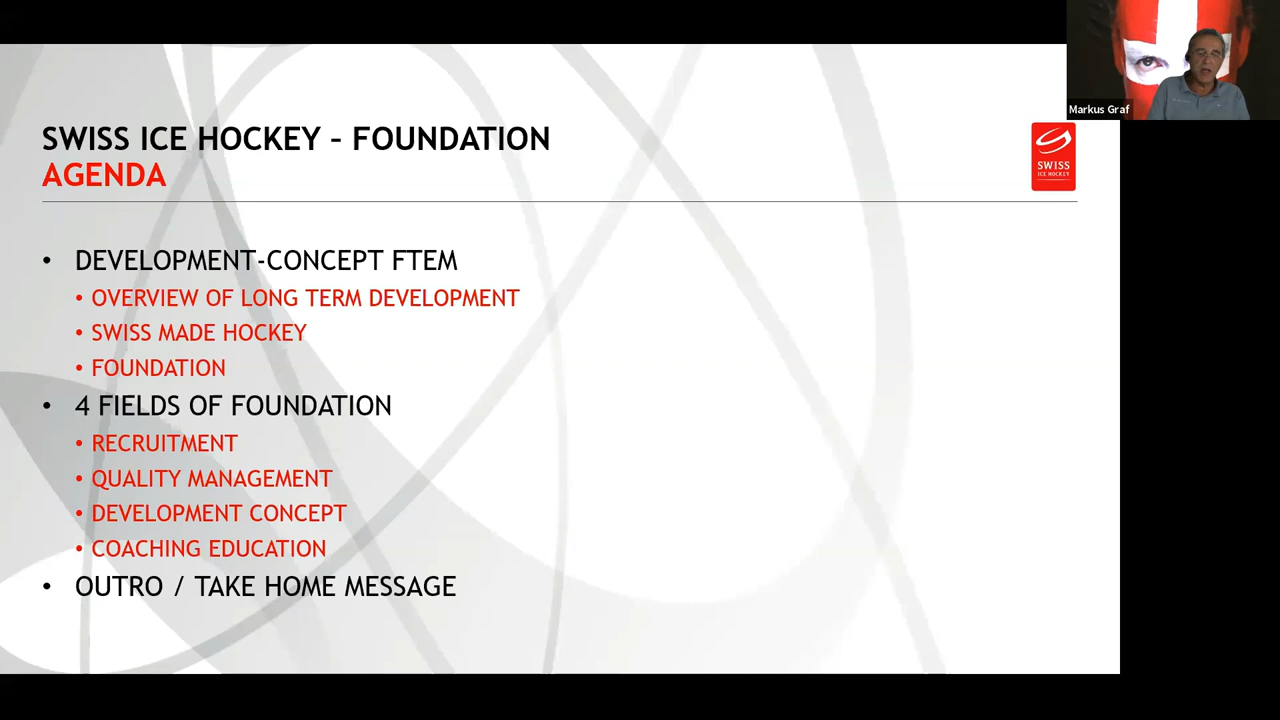 Markus Graf
SWISS ICE HOCKEY – FOUNDATION
AGENDA
SWISS
ICE HOCKEY
• DEVELOPMENT-CONCEPT FTEM
• OVERVIEW OF LONG TERM DEVELOPMENT
• SWISS MADE HOCKEY
• FOUNDATION
• 4 FIELDS OF FOUNDATION
• RECRUITMENT
• QUALITY MANAGEMENT
• DEVELOPMENT CONCEPT
• COACHING EDUCATION
• OUTRO / TAKE HOME MESSAGE